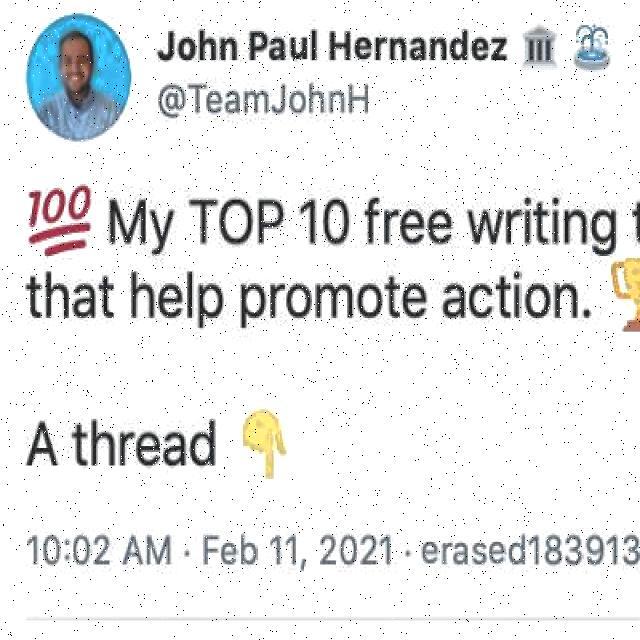 John Paul Hernandez 🏛️ ⛲
@TeamJohnH
💯 My TOP 10 free writing
that help promote action. 🏆
A thread 👇
10:02 AM · Feb 11, 2021 · erased183913